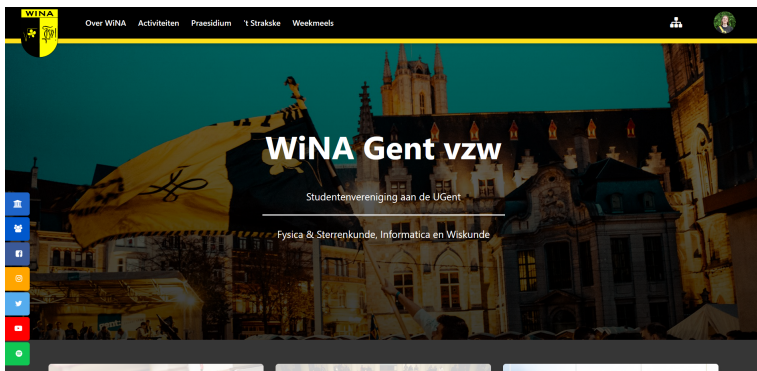 WINA
Over WiNA Activiteiten Praesidium 't Strakske Weekmeels
WiNA Gent vzw
Studentenvereniging aan de UGent
Fysica & Sterrenkunde, Informatica en Wiskunde